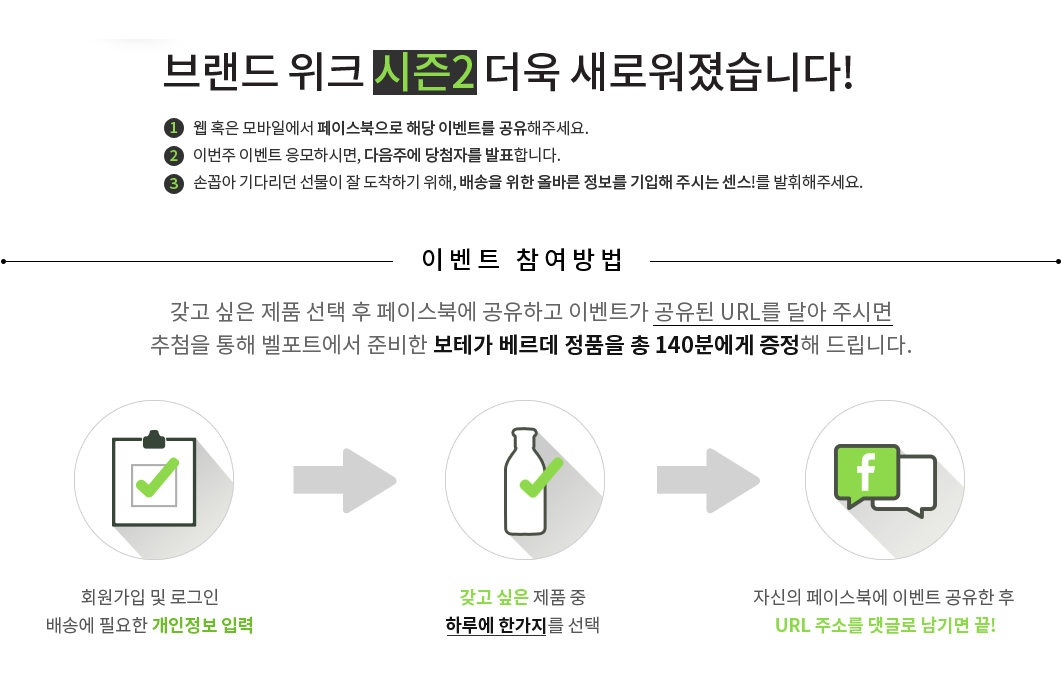 브랜드 위크 시즌2 더욱 새로워졌습니다!
1 웹 혹은 모바일에서 페이스북으로 해당 이벤트를 공유해주세요.
2 이번주 이벤트 응모하시면, 다음주에 당첨자를 발표합니다.
3 손꼽아 기다리던 선물이 잘 도착하기 위해, 배송을 위한 올바른 정보를 기입해 주시는 센스!를 발휘해주세요.
이벤트 참여방법
갖고 싶은 제품 선택 후 페이스북에 공유하고 이벤트가 공유된 URL를 달아 주시면
추첨을 통해 벨포트에서 준비한 보테가 베르데 정품을 총 140분에게 증정해 드립니다.
f
회원가입 및 로그인
배송에 필요한 개인정보 입력
갖고 싶은 제품 중
하루에 한가지를 선택
자신의 페이스북에 이벤트 공유한 후
URL 주소를 댓글로 남기면 끝!